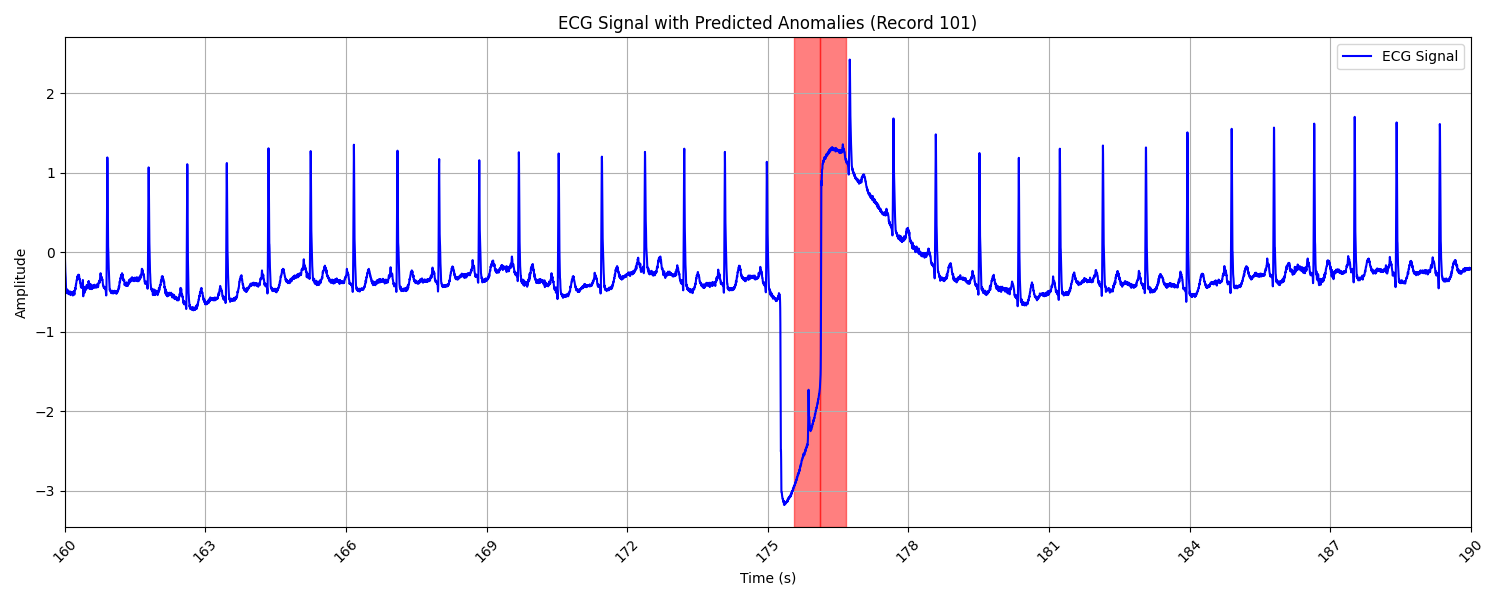 ECG Signal with Predicted Anomalies (Record 101)
ECG Signal
Amplitude
2
1
0
−1
−2
−3
160 163 166 169 172 175 178 181 184 187 190
Time (s)